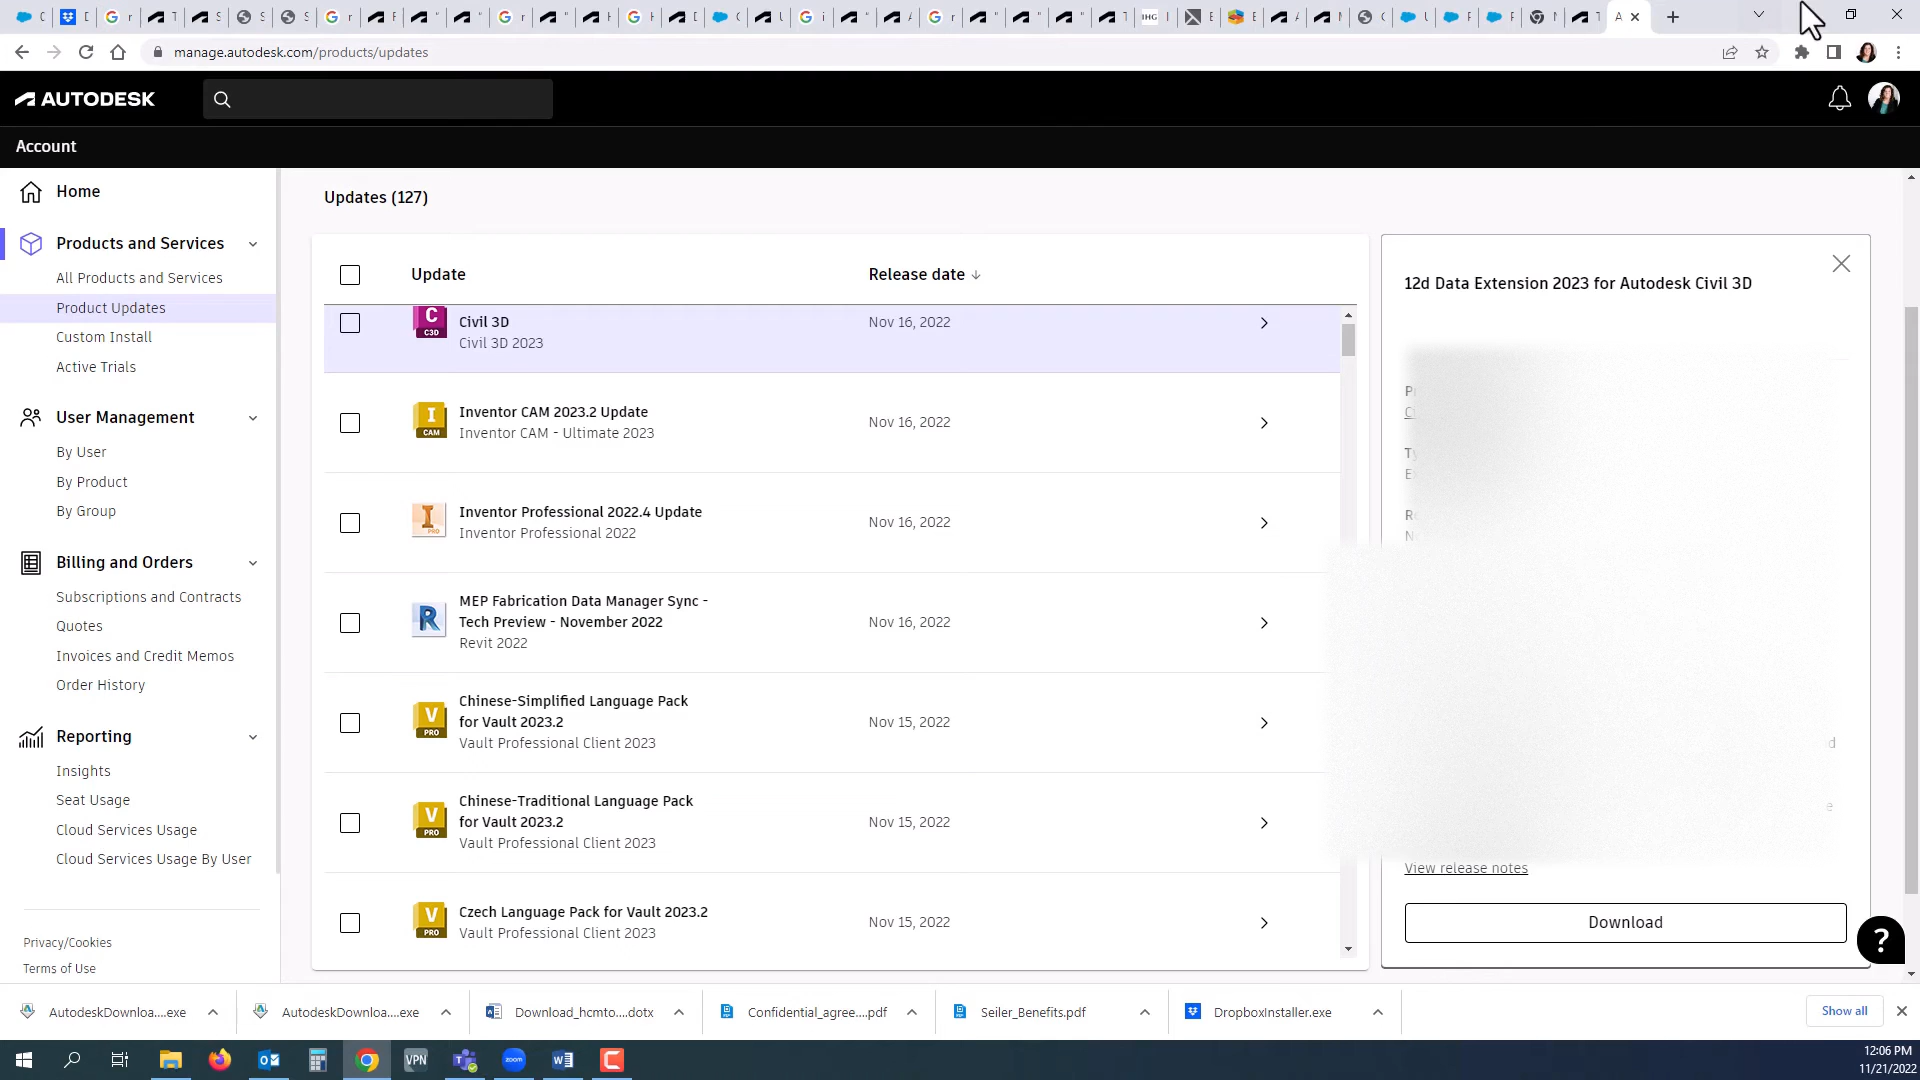 manage.autodesk.com/products/updates
AUTODESK
Account
Home
Products and Services
All Products and Services
Product Updates
Custom Install
Active Trials
User Management
By User
By Product
By Group
Billing and Orders
Subscriptions and Contracts
Quotes
Invoices and Credit Memos
Order History
Reporting
Insights
Seat Usage
Cloud Services Usage
Cloud Services Usage By User
Privacy/Cookies
Terms of Use
Updates (127)
Update Release date
Civil 3D
Civil 3D 2023
Nov 16, 2022
Inventor CAM 2023.2 Update
Inventor CAM - Ultimate 2023
Nov 16, 2022
Inventor Professional 2022.4 Update
Inventor Professional 2022
Nov 16, 2022
MEP Fabrication Data Manager Sync -
Tech Preview - November 2022
Revit 2022
Nov 16, 2022
Chinese-Simplified Language Pack
for Vault 2023.2
Vault Professional Client 2023
Nov 15, 2022
Chinese-Traditional Language Pack
for Vault 2023.2
Vault Professional Client 2023
Nov 15, 2022
Czech Language Pack for Vault 2023.2
Vault Professional Client 2023
Nov 15, 2022
12d Data Extension 2023 for Autodesk Civil 3D
View release notes
Download
?
AutodeskDownloa....exe
AutodeskDownloa....exe
Download_hcmto....dotx
Confidential_agree....pdf
Seiler_Benefits.pdf
DropboxInstaller.exe
Show all
VPN
zoom
12:06 PM
11/21/2022